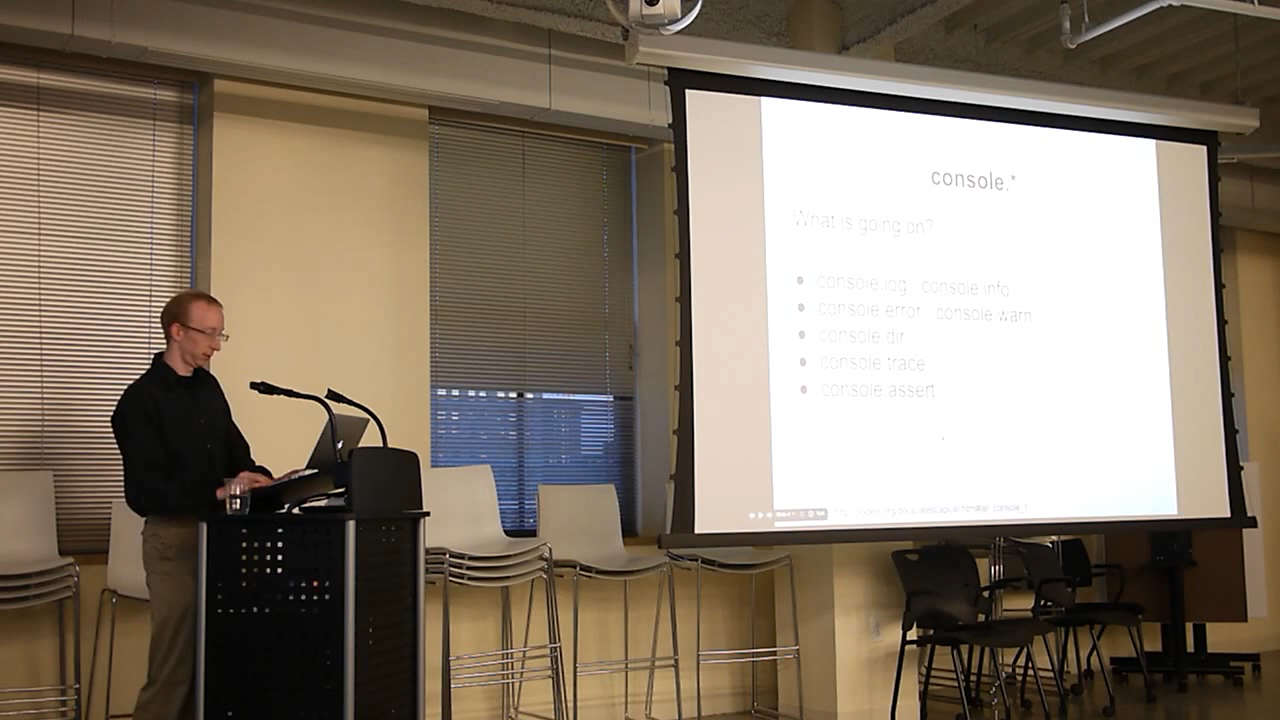 console.*
What is going on?
console.log console.info
console.error console.warn
console.dir
console.trace
console.assert